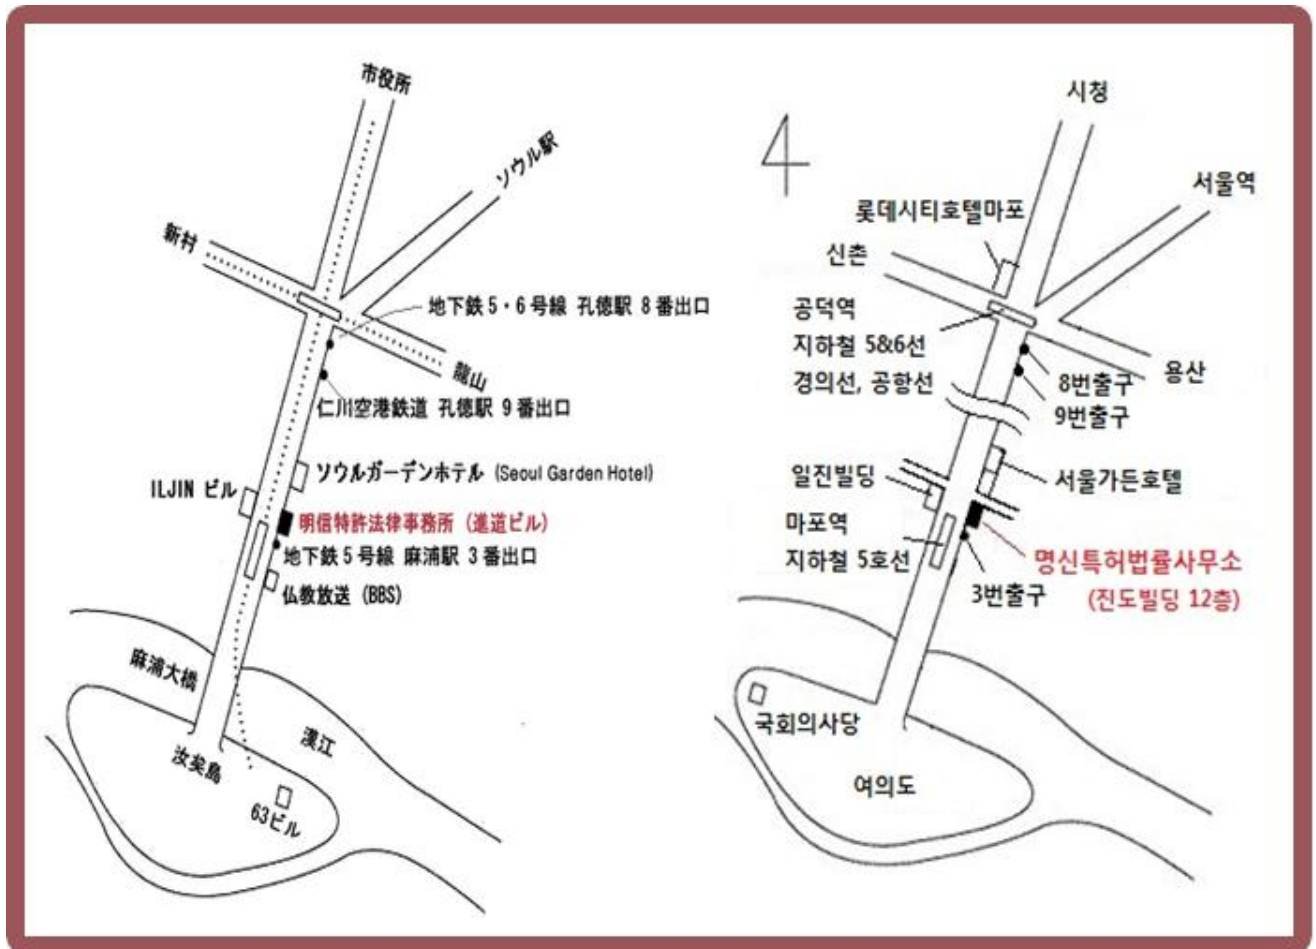 市役所
ソウル駅
新村
地下鉄5・6号線 孔徳駅 8番出口
龍山
仁川空港鉄道 孔徳駅 9番出口
ソウルガーデンホテル (Seoul Garden Hotel)
ILJIN ビル
明信特許法律事務所 (進道ビル)
地下鉄5号線 麻浦駅 3番出口
仏教放送 (BBS)
麻浦大橋
漢江
汝矣島
63ビル
시청
4
서울역
롯데시티호텔마포
신촌
공덕역
지하철 5&6선
경의선, 공항선
용산
8번출구
9번출구
일진빌딩
서울가든호텔
마포역
지하철 5호선
명신특허법률사무소
(진도빌딩 12층)
3번출구
국회의사당
여의도